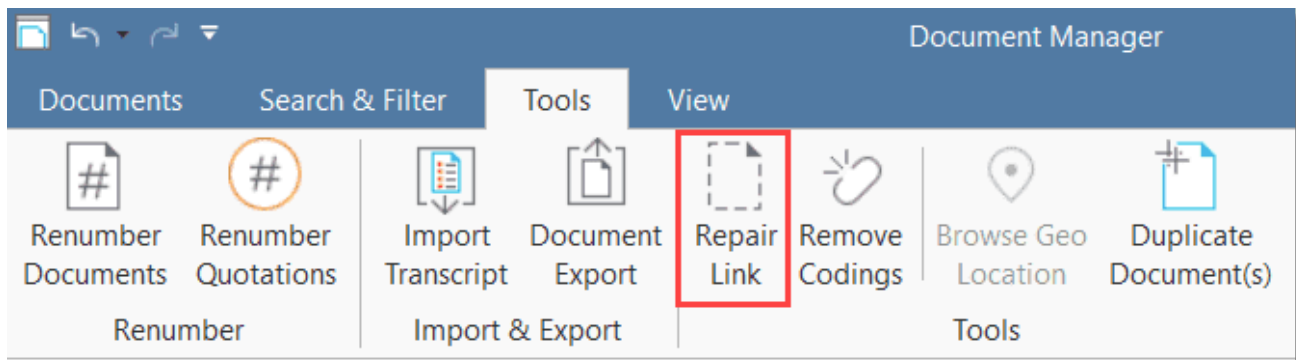 Document Manager
Documents Search & Filter Tools View
# # # Repair
Renumber Renumber Import Document Repair Remove Browse Geo Duplicate
Documents Quotations Transcript Export Link Codings Location Document(s)
Renumber Import & Export Tools